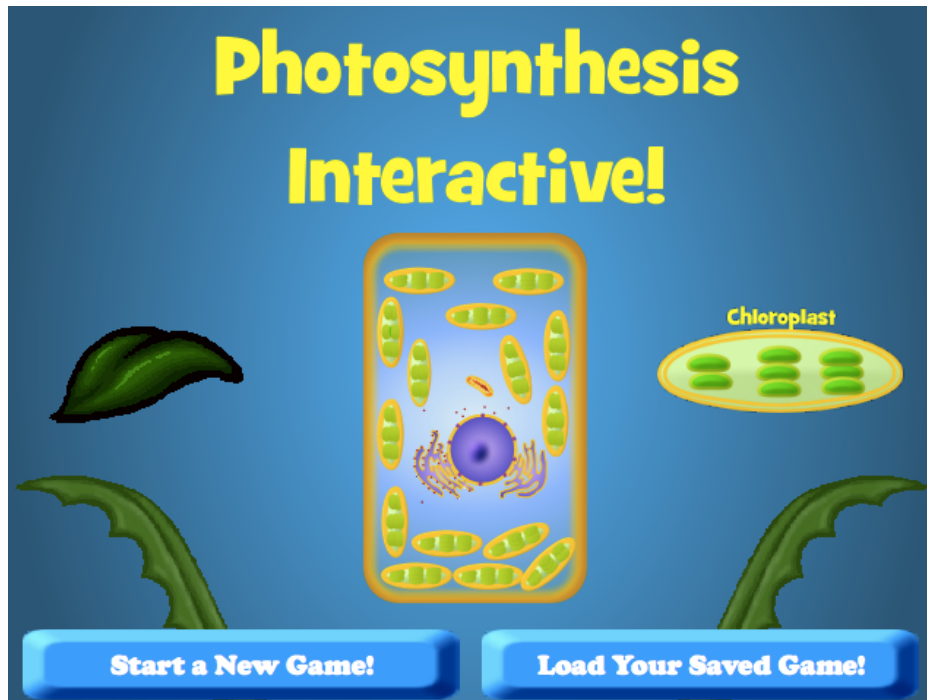 Photosynthesis
Interactive!
Chloroplast
Start a New Game!
Load Your Saved Game!